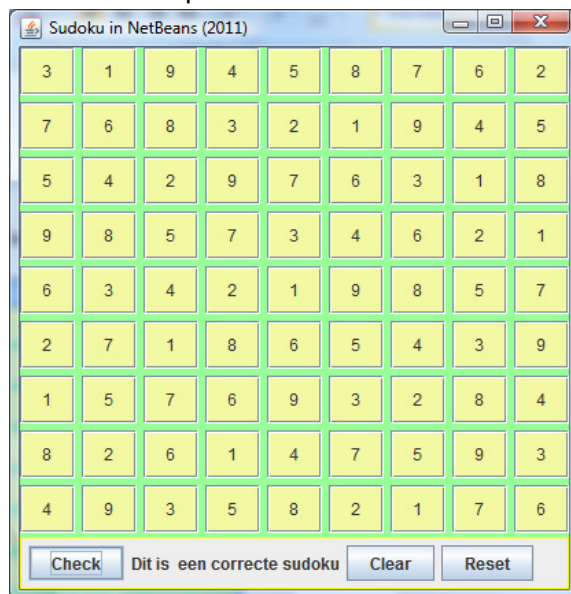 Sudoku in NetBeans (2011)
3 1 9 4 5 8 7 6 2
7 6 8 3 2 1 9 4 5
5 4 2 9 7 6 3 1 8
9 8 5 7 3 4 6 2 1
6 3 4 2 1 9 8 5 7
2 7 1 8 6 5 4 3 9
1 5 7 6 9 3 2 8 4
8 2 6 1 4 7 5 9 3
4 9 3 5 8 2 1 7 6
Check Dit is een correcte sudoku Clear Reset